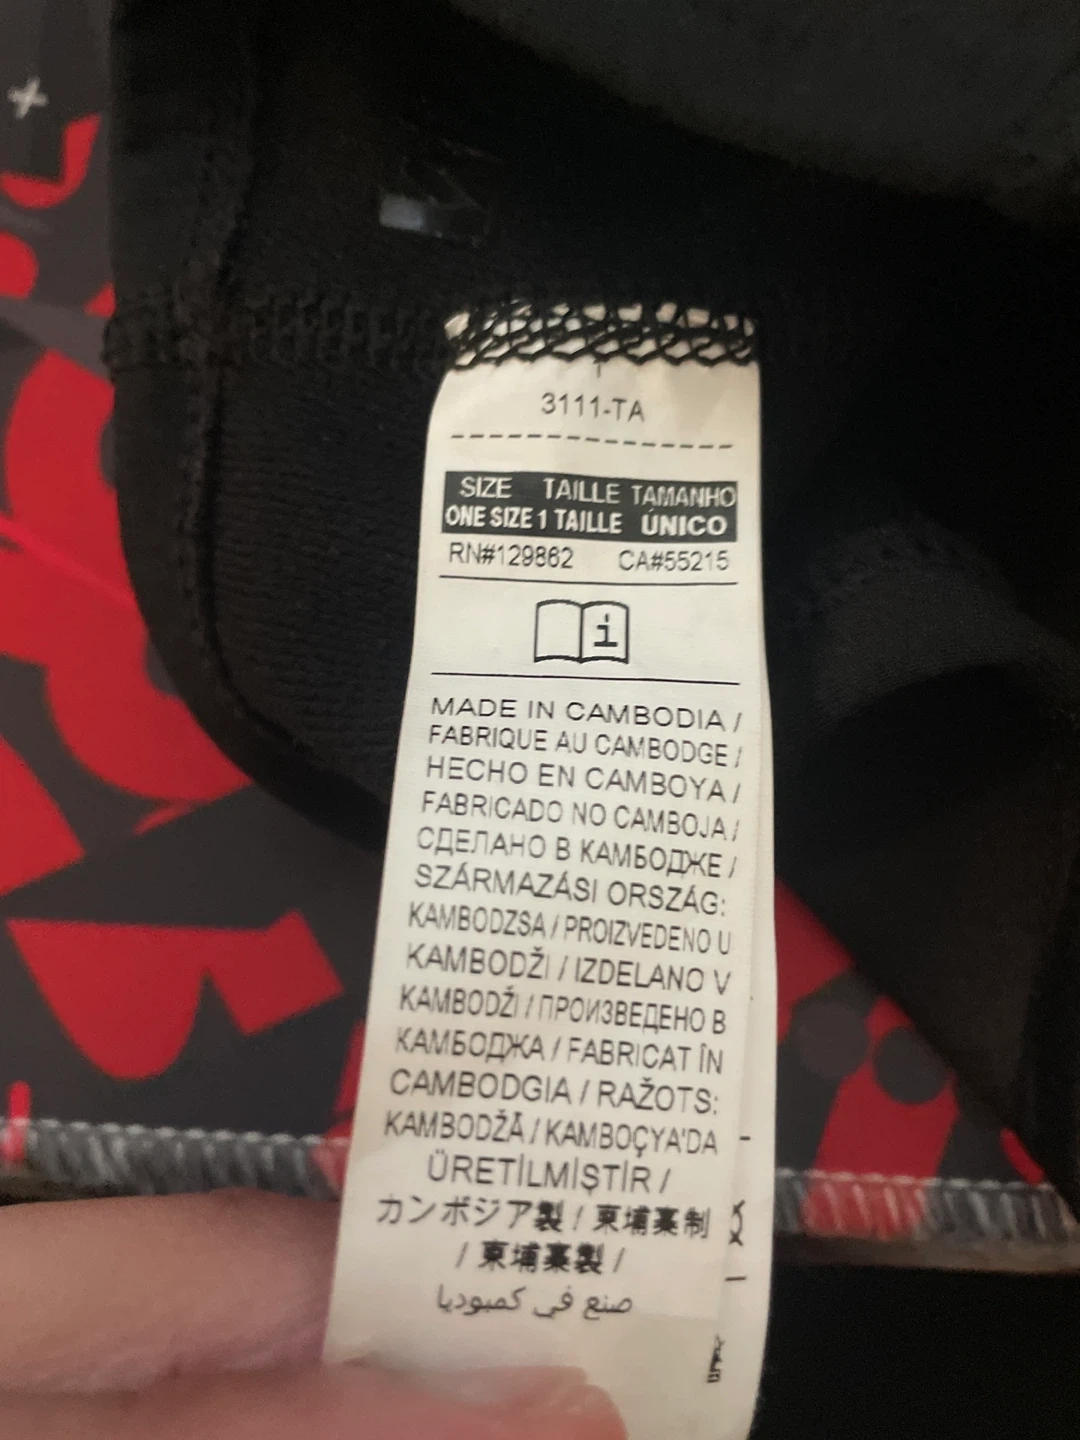 3111-TA
SIZE TAILLE TAMANHO
ONE SIZE 1 TAILLE ÚNICO
RN#129862 CA#55215
i
MADE IN CAMBODIA /
FABRIQUE AU CAMBODGE /
HECHO EN CAMBOYA /
FABRICADO NO CAMBOJA /
СДЕЛАНО В КАМБОДЖЕ /
SZÁRMAZÁSI ORSZÁG:
KAMBODZSA / PROIZVEDENO U
KAMBODŽI / IZDELANO V
KAMBODŽI / ПРОИЗВЕДЕНО В
КАМБОДЖА / FABRICAT ÎN
CAMBODGIA / RAŽOTS:
KAMBODŽĀ / KAMBOÇYA'DA
ÜRETİLMİŞTİR /
カンボジア製 / 柬埔寨制
/ 柬埔寨製 /
صنع في كمبوديا